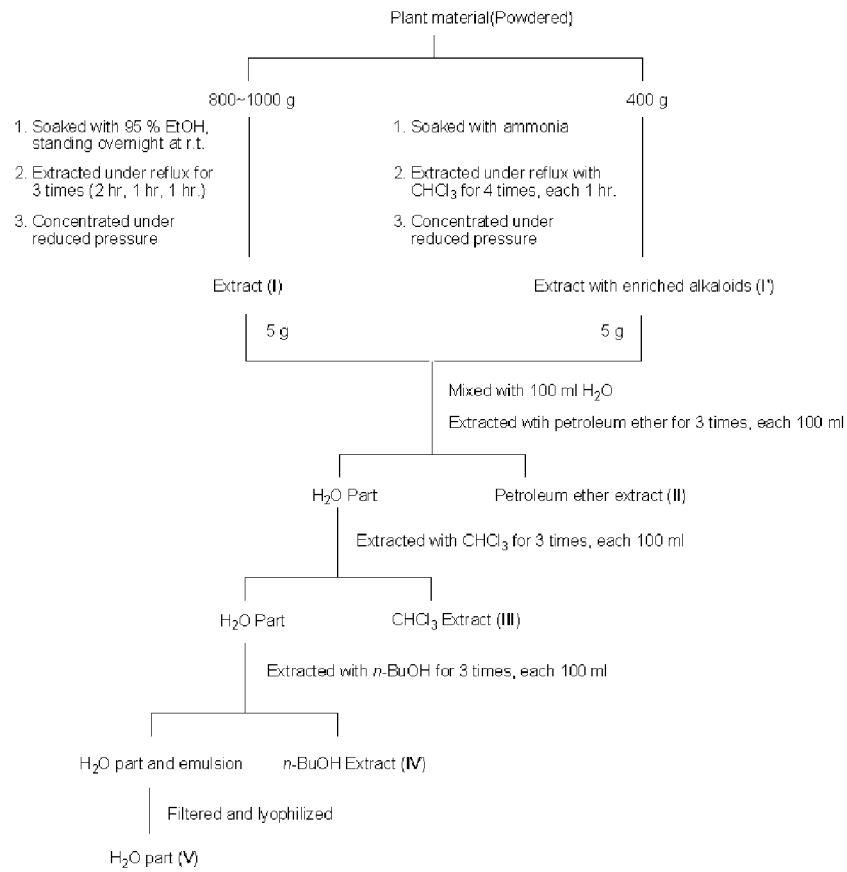 Plant material(Powdered)
800~1000 g
400 g
1. Soaked with 95 % EtOH,
standing overnight at r.t.
2. Extracted under reflux for
3 times (2 hr, 1 hr, 1 hr.)
3. Concentrated under
reduced pressure
1. Soaked with ammonia
2. Extracted under reflux with
CHCl3 for 4 times, each 1 hr.
3. Concentrated under
reduced pressure
Extract (I)
Extract with enriched alkaloids (I')
5 g
5 g
Mixed with 100 ml H2O
Extracted wtih petroleum ether for 3 times, each 100 ml
H2O Part
Petroleum ether extract (II)
Extracted with CHCl3 for 3 times, each 100 ml
H2O Part
CHCl3 Extract (III)
Extracted with n-BuOH for 3 times, each 100 ml
H2O part and emulsion
n-BuOH Extract (IV)
Filtered and lyophilized
H2O part (V)